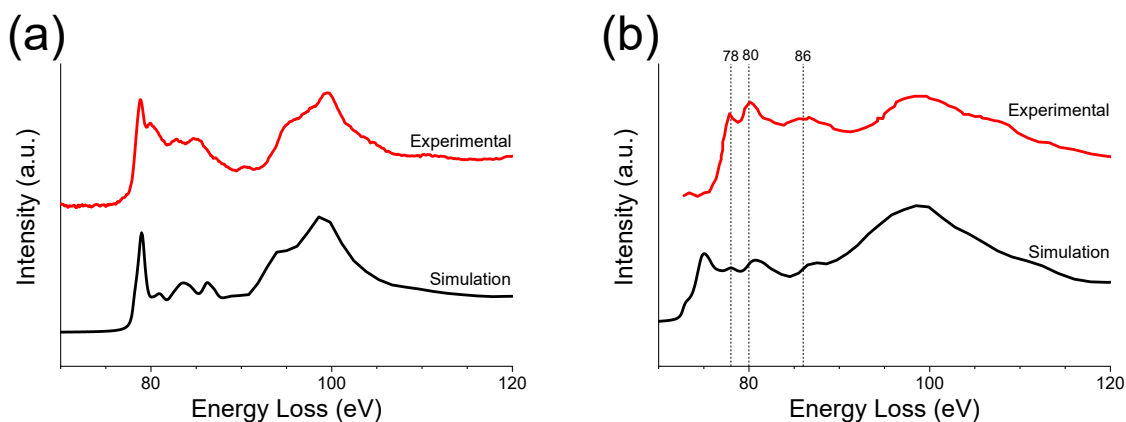 (a)
Intensity (a.u.)
Experimental
Simulation
80
100
120
Energy Loss (eV)
(b)
78
80
86
Intensity (a.u.)
Experimental
Simulation
80
100
120
Energy Loss (eV)